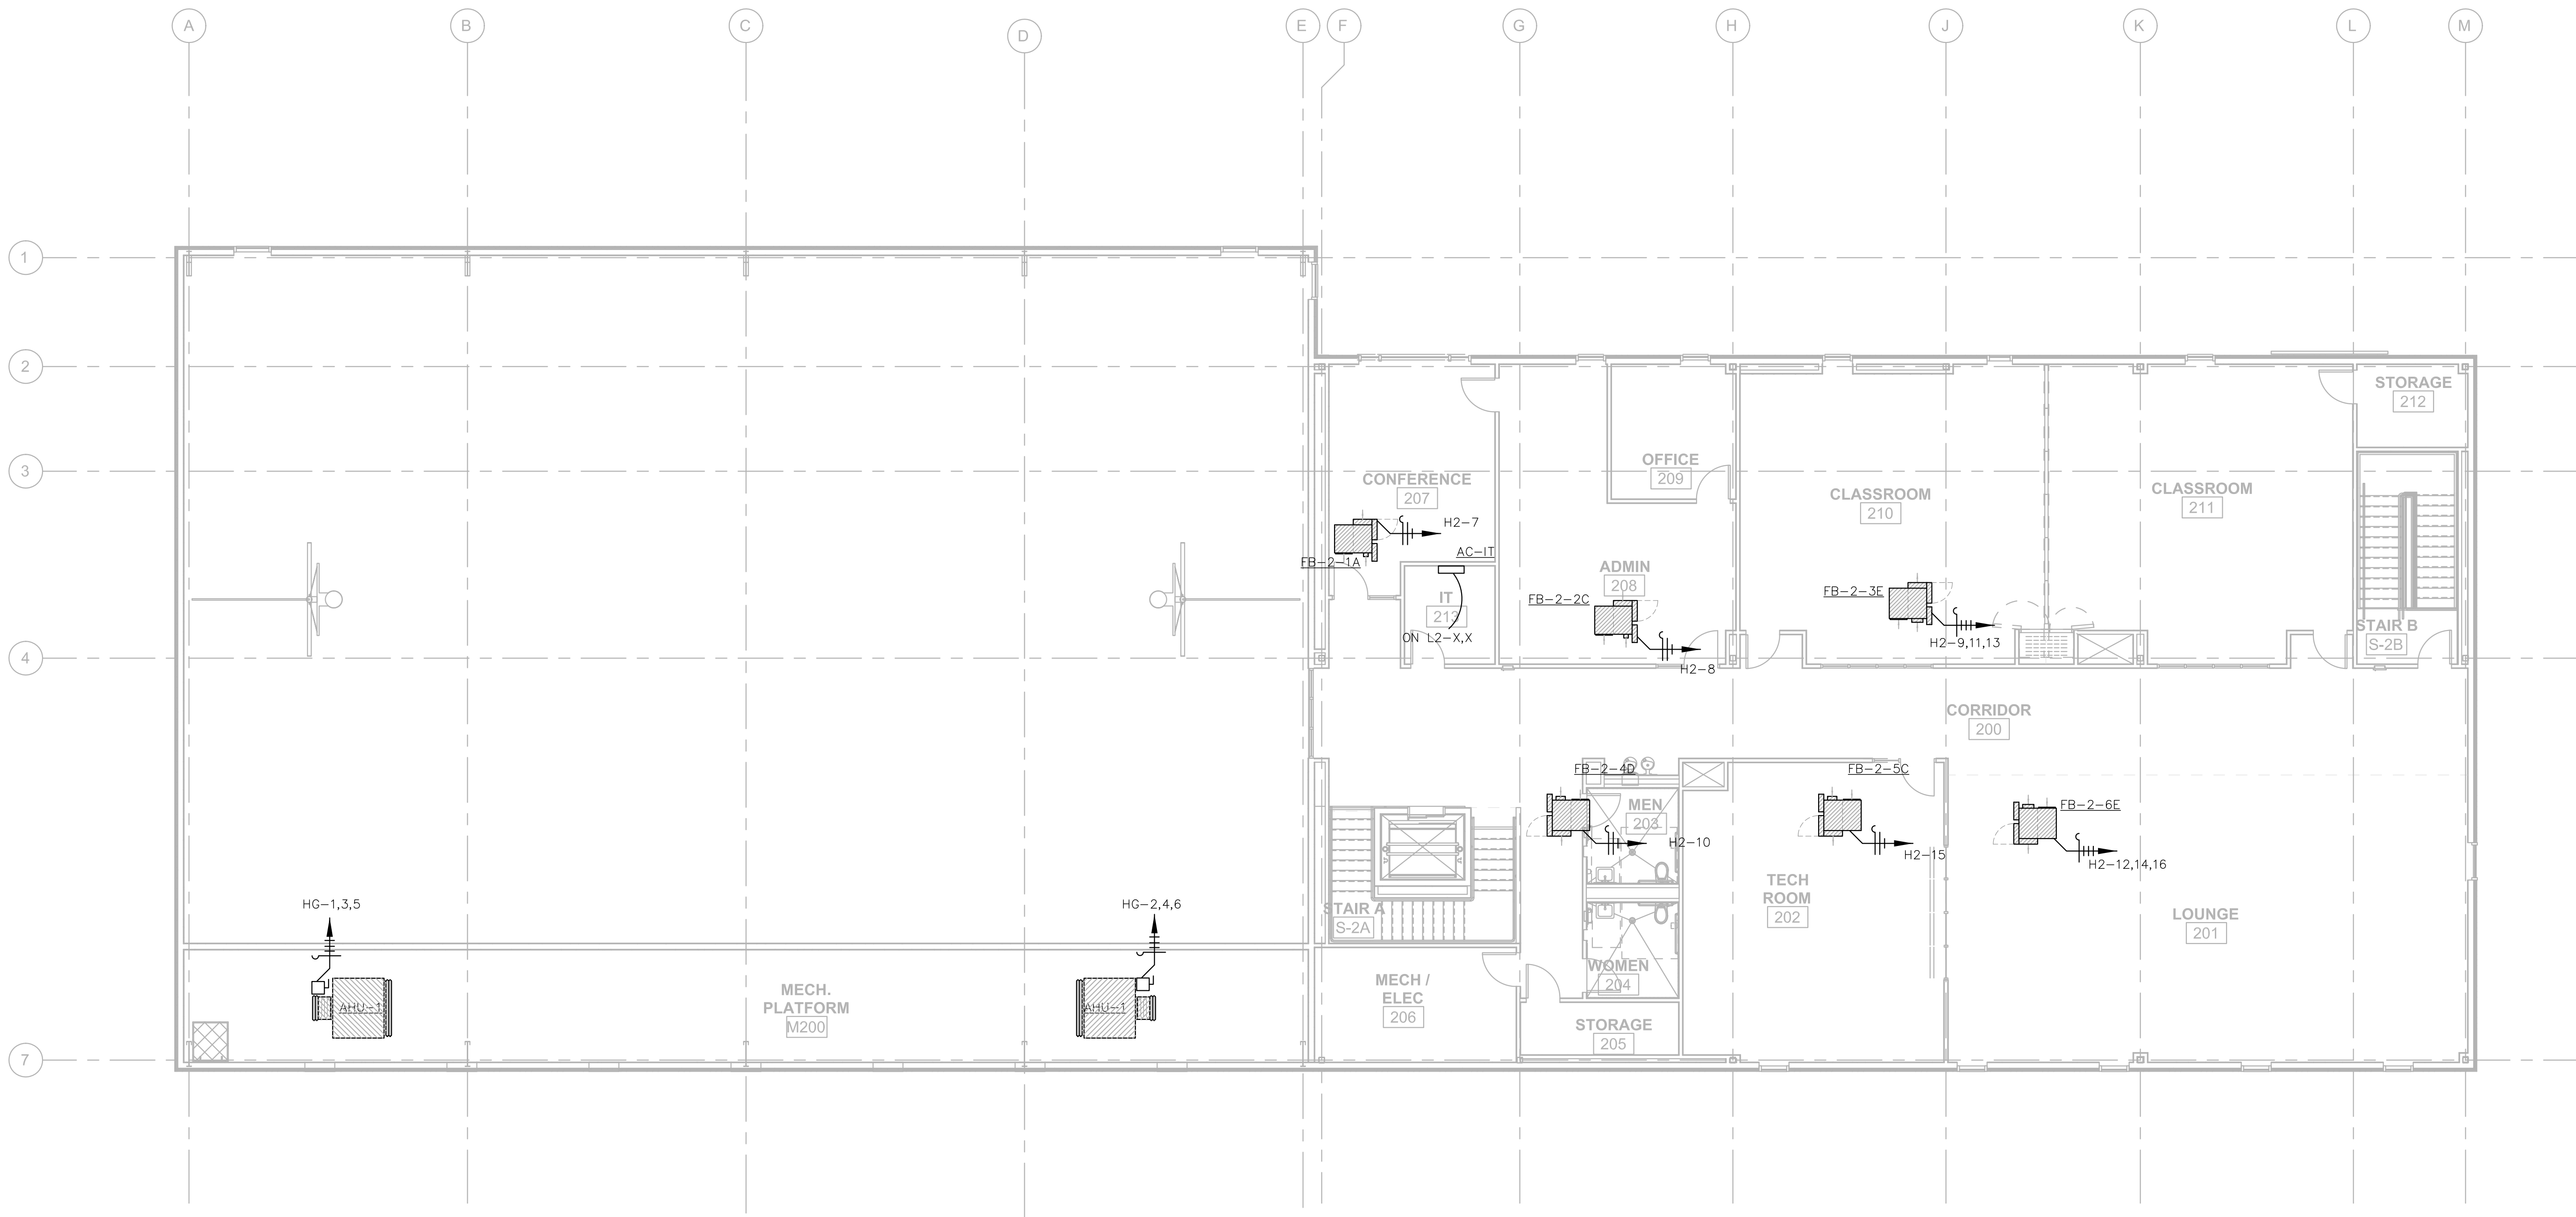 A
B
C
D
E
F
G
H
J
K
L
M
1
2
3
4
7
STORAGE
212
OFFICE
209
CONFERENCE
207
CLASSROOM
210
CLASSROOM
211
H2-7
AC-IT
FB-2-1A
ADMIN
208
FB-2-2C
FB-2-3E
IT
213
ON L2-X,X
H2-8
H2-9,11,13
STAIR B
S-2B
CORRIDOR
200
FB-2-4D
FB-2-5C
FB-2-6E
MEN
203
H2-10
H2-15
H2-12,14,16
TECH
ROOM
202
STAIR A
S-2A
LOUNGE
201
HG-1,3,5
HG-2,4,6
WOMEN
204
MECH /
ELEC
206
MECH.
PLATFORM
M200
AHU-1
AHU-1
STORAGE
205